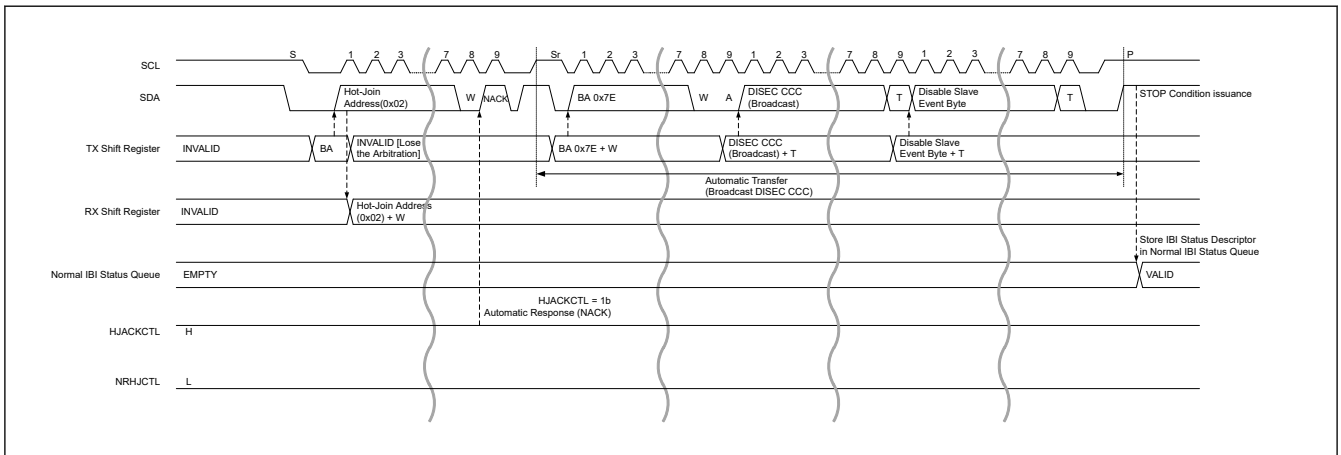 S 1 2 3 7 8 9 Sr 1 2 3 7 8 9 1 2 3 7 8 9 1 2 3 7 8 9 P
SCL
SDA
Hot-Join
Address(0x02)
W
NACK
BA 0x7E
W
A
DISEC CCC
(Broadcast)
T
Disable Slave
Event Byte
T
STOP Condition issuance
TX Shift Register
INVALID
BA
INVALID [Lose
the Arbitration]
BA 0x7E + W
DISEC CCC
(Broadcast) + T
Disable Slave
Event Byte + T
Automatic Transfer
(Broadcast DISEC CCC)
RX Shift Register
INVALID
Hot-Join Address
(0x02) + W
Store IBI Status Descriptor
in Normal IBI Status Queue
Normal IBI Status Queue
EMPTY
VALID
HJACKCTL = 1b
Automatic Response (NACK)
HJACKCTL
H
NRHJCTL
L